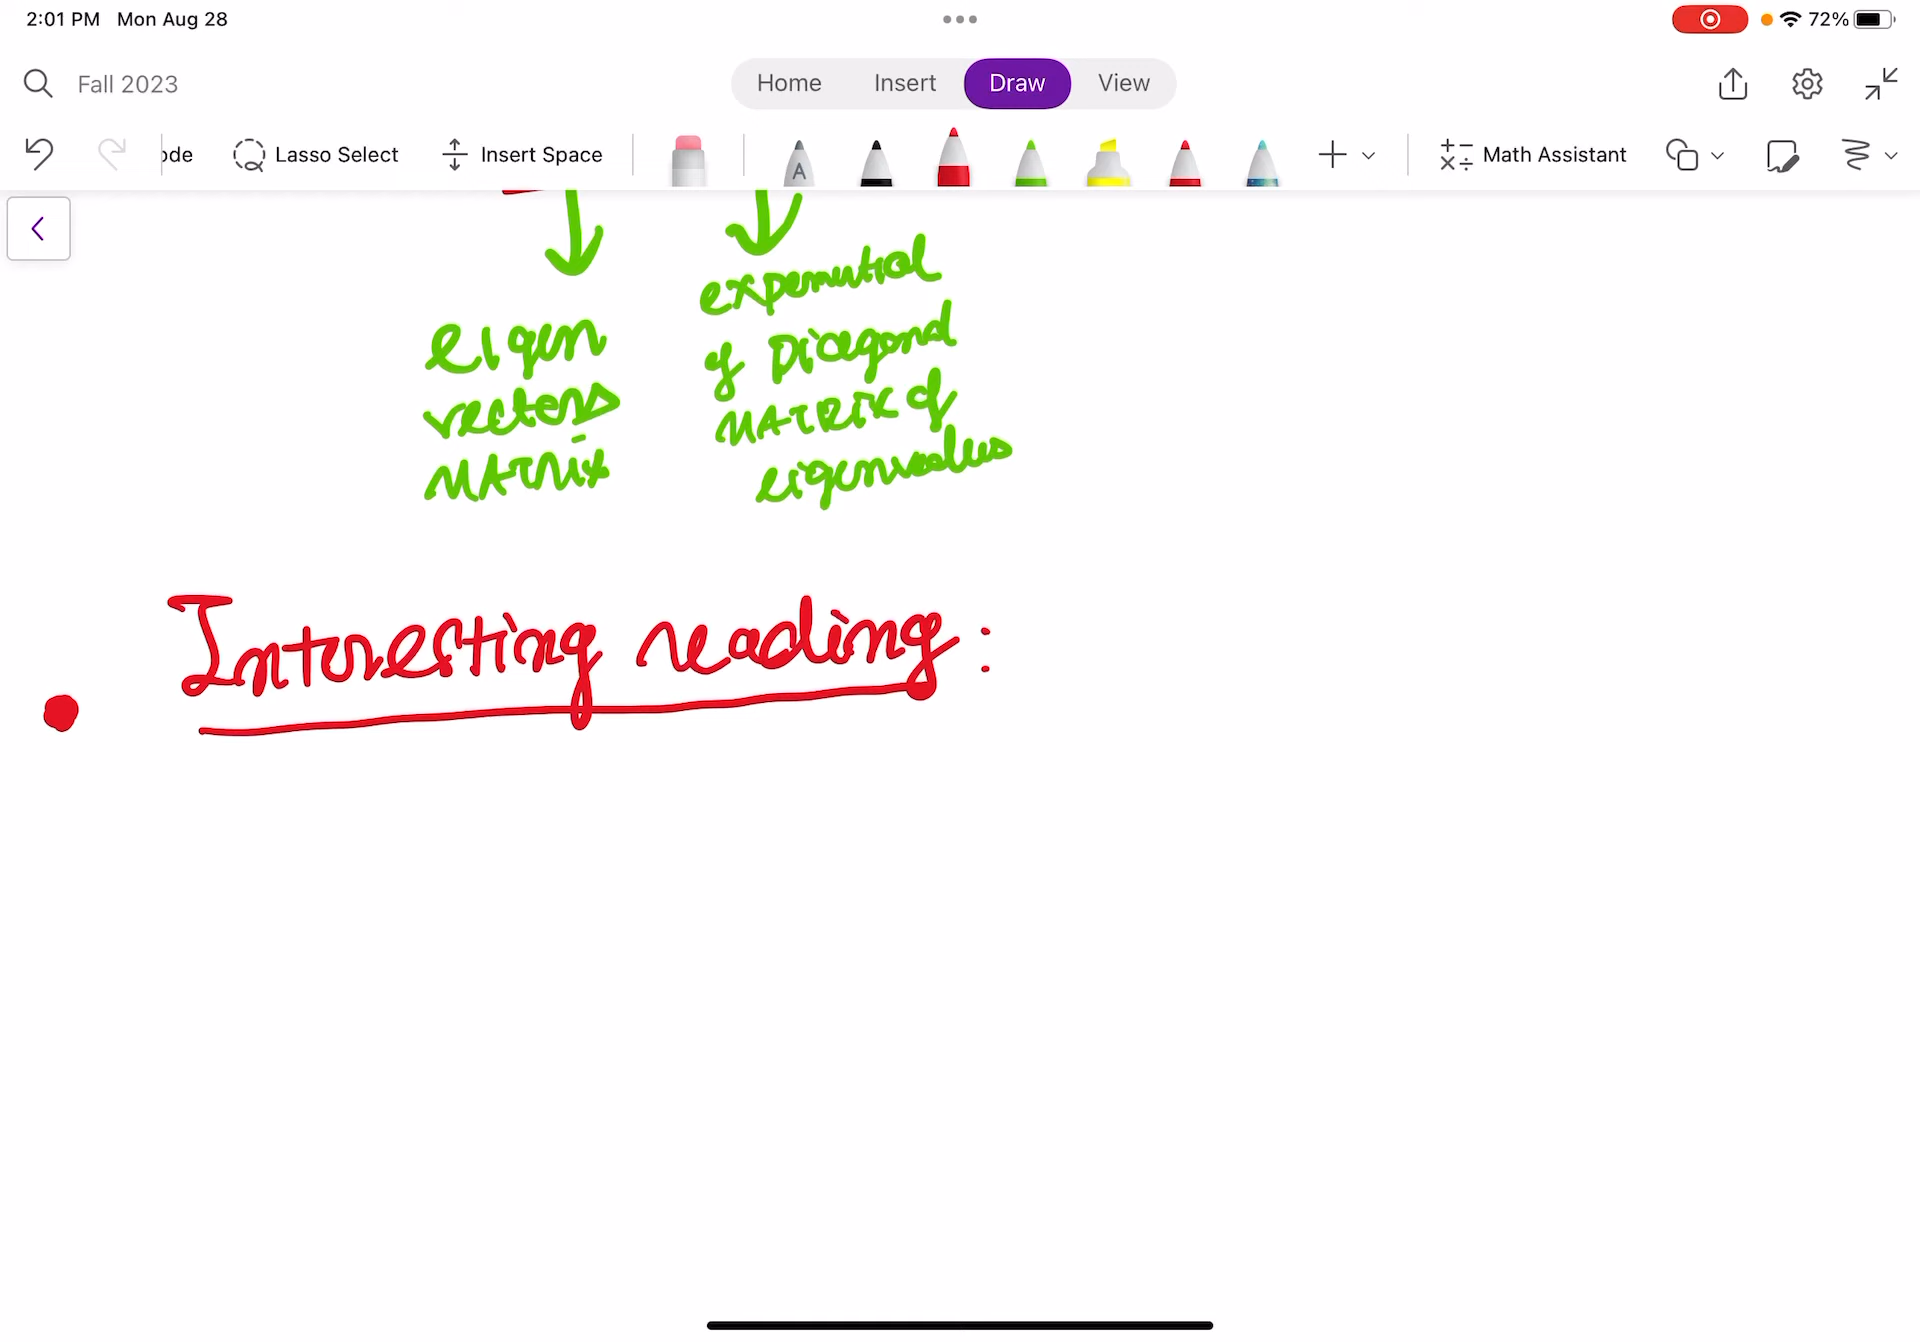 2:01 PM Mon Aug 28
72%
Fall 2023
Home Insert Draw View
ode Lasso Select Insert Space A Math Assistant
eigen
vectors
MATRIX
exponential
of Diagonal
MATRIX of
eigenvalues
Interesting reading: